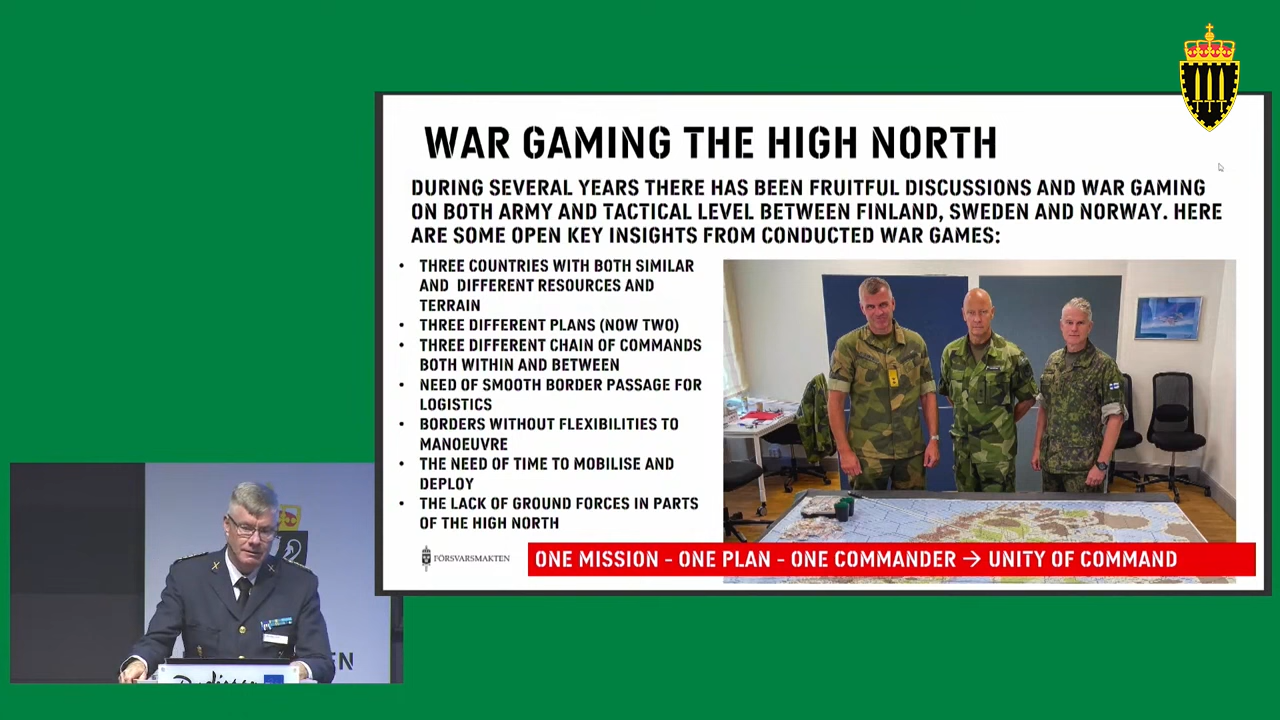 WAR GAMING THE HIGH NORTH
DURING SEVERAL YEARS THERE HAS BEEN FRUITFUL DISCUSSIONS AND WAR GAMING
ON BOTH ARMY AND TACTICAL LEVEL BETWEEN FINLAND, SWEDEN AND NORWAY. HERE
ARE SOME OPEN KEY INSIGHTS FROM CONDUCTED WAR GAMES:
• THREE COUNTRIES WITH BOTH SIMILAR
AND DIFFERENT RESOURCES AND
TERRAIN
• THREE DIFFERENT PLANS (NOW TWO)
• THREE DIFFERENT CHAIN OF COMMANDS
BOTH WITHIN AND BETWEEN
• NEED OF SMOOTH BORDER PASSAGE FOR
LOGISTICS
• BORDERS WITHOUT FLEXIBILITIES TO
MANOEUVRE
• THE NEED OF TIME TO MOBILISE AND
DEPLOY
• THE LACK OF GROUND FORCES IN PARTS
OF THE HIGH NORTH
FÖRSVARSMAKTEN
ONE MISSION - ONE PLAN - ONE COMMANDER → UNITY OF COMMAND